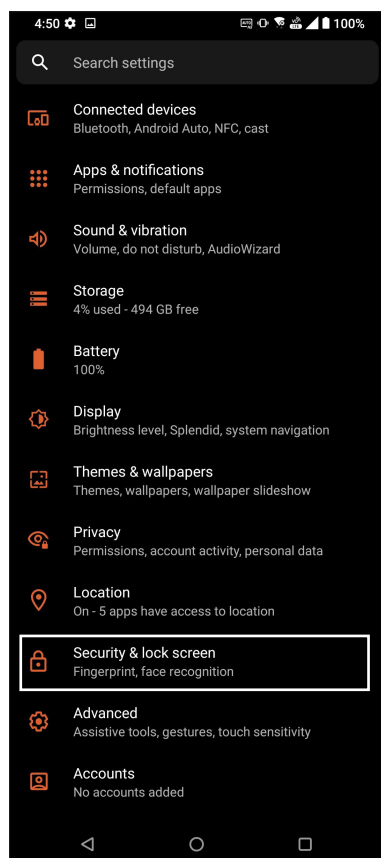 4:50 100%
Search settings
Connected devices
Bluetooth, Android Auto, NFC, cast
Apps & notifications
Permissions, default apps
Sound & vibration
Volume, do not disturb, AudioWizard
Storage
4% used - 494 GB free
Battery
100%
Display
Brightness level, Splendid, system navigation
Themes & wallpapers
Themes, wallpapers, wallpaper slideshow
Privacy
Permissions, account activity, personal data
Location
On - 5 apps have access to location
Security & lock screen
Fingerprint, face recognition
Advanced
Assistive tools, gestures, touch sensitivity
Accounts
No accounts added